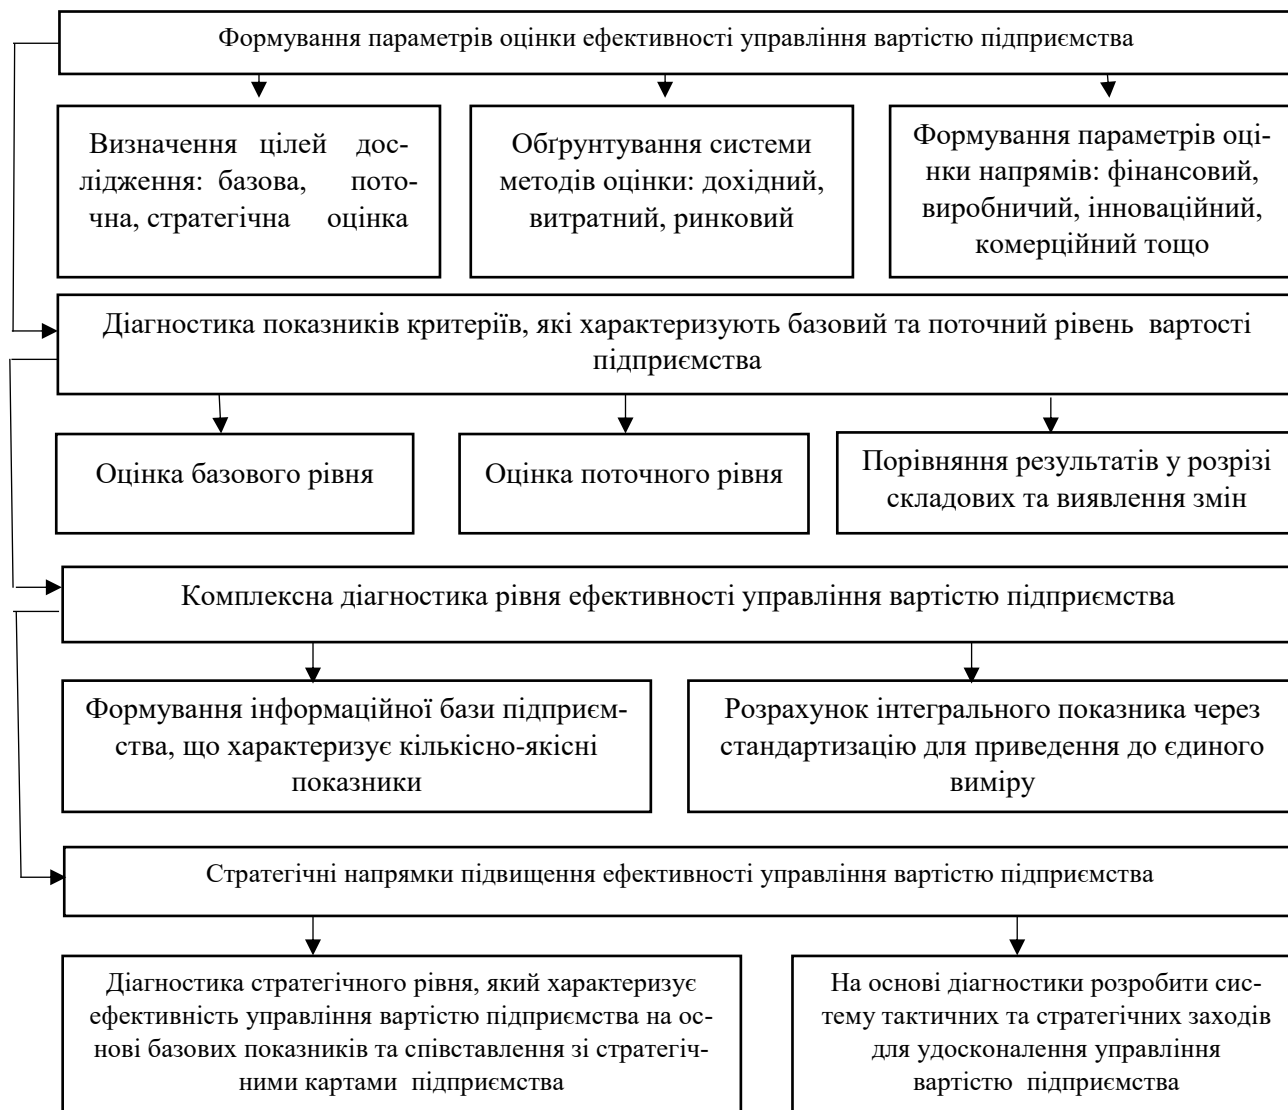 Формування параметрів оцінки ефективності управління вартістю підприємства
Визначення цілей дос-
лідження: базова, пото-
чна, стратегічна оцінка
Обґрунтування системи
методів оцінки: дохідний,
витратний, ринковий
Формування параметрів оці-
нки напрямів: фінансовий,
виробничий, інноваційний,
комерційний тощо
Діагностика показників критеріїв, які характеризують базовий та поточний рівень вартості
підприємства
Оцінка базового рівня
Оцінка поточного рівня
Порівняння результатів у розрізі
складових та виявлення змін
Комплексна діагностика рівня ефективності управління вартістю підприємства
Формування інформаційної бази підприєм-
ства, що характеризує кількісно-якісні
показники
Розрахунок інтегрального показника через
стандартизацію для приведення до єдиного
виміру
Стратегічні напрямки підвищення ефективності управління вартістю підприємства
Діагностика стратегічного рівня, який характеризує
ефективність управління вартістю підприємства на ос-
нові базових показників та співставлення зі стратегіч-
ними картами підприємства
На основі діагностики розробити сис-
тему тактичних та стратегічних заходів
для удосконалення управління
вартістю підприємства